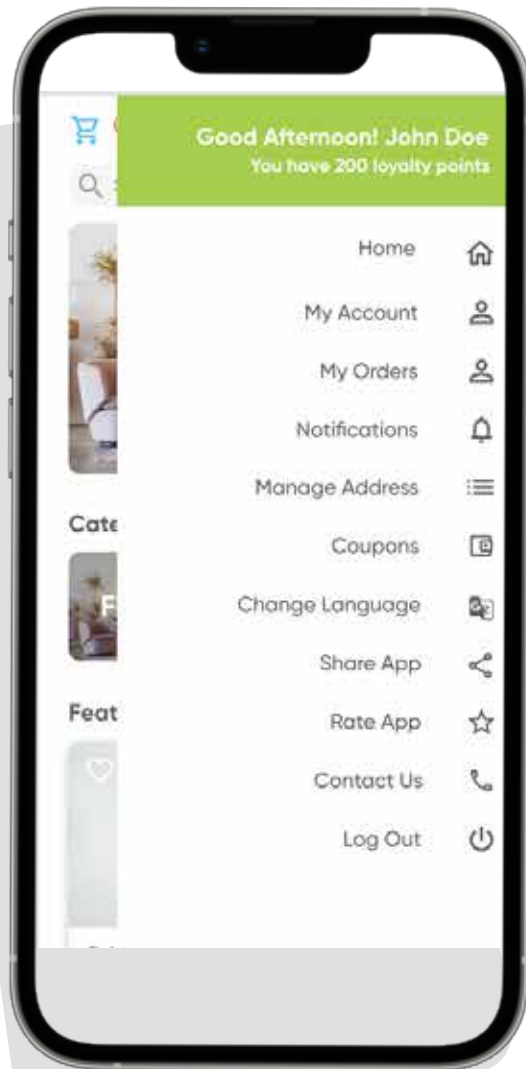 Good Afternoon! John Doe
You have 200 loyalty points
Home
My Account
My Orders
Notifications
Manage Address
Coupons
Change Language
Share App
Rate App
Contact Us
Log Out
Cate
F
Feat